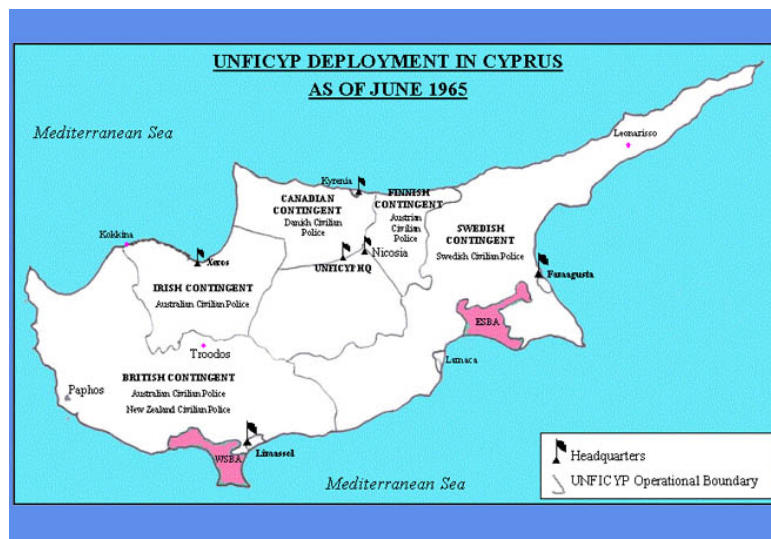 UNFICYP DEPLOYMENT IN CYPRUS
AS OF JUNE 1965
Mediterranean Sea
Leonarisso
Kyrenia
CANADIAN
CONTINGENT
Danish Civilian
Police
FINNISH
CONTINGENT
Austrian
Civilian
Police
SWEDISH
CONTINGENT
Swedish Civilian Police
Kokkina
Xeros
UNFICYP HQ
Nicosia
Famagusta
IRISH CONTINGENT
Australian Civilian Police
ESBA
Troodos
Larnaca
BRITISH CONTINGENT
Australian Civilian Police
New Zealand Civilian Police
Paphos
WSBA
Limassol
Mediterranean Sea
Headquarters
UNFICYP Operational Boundary